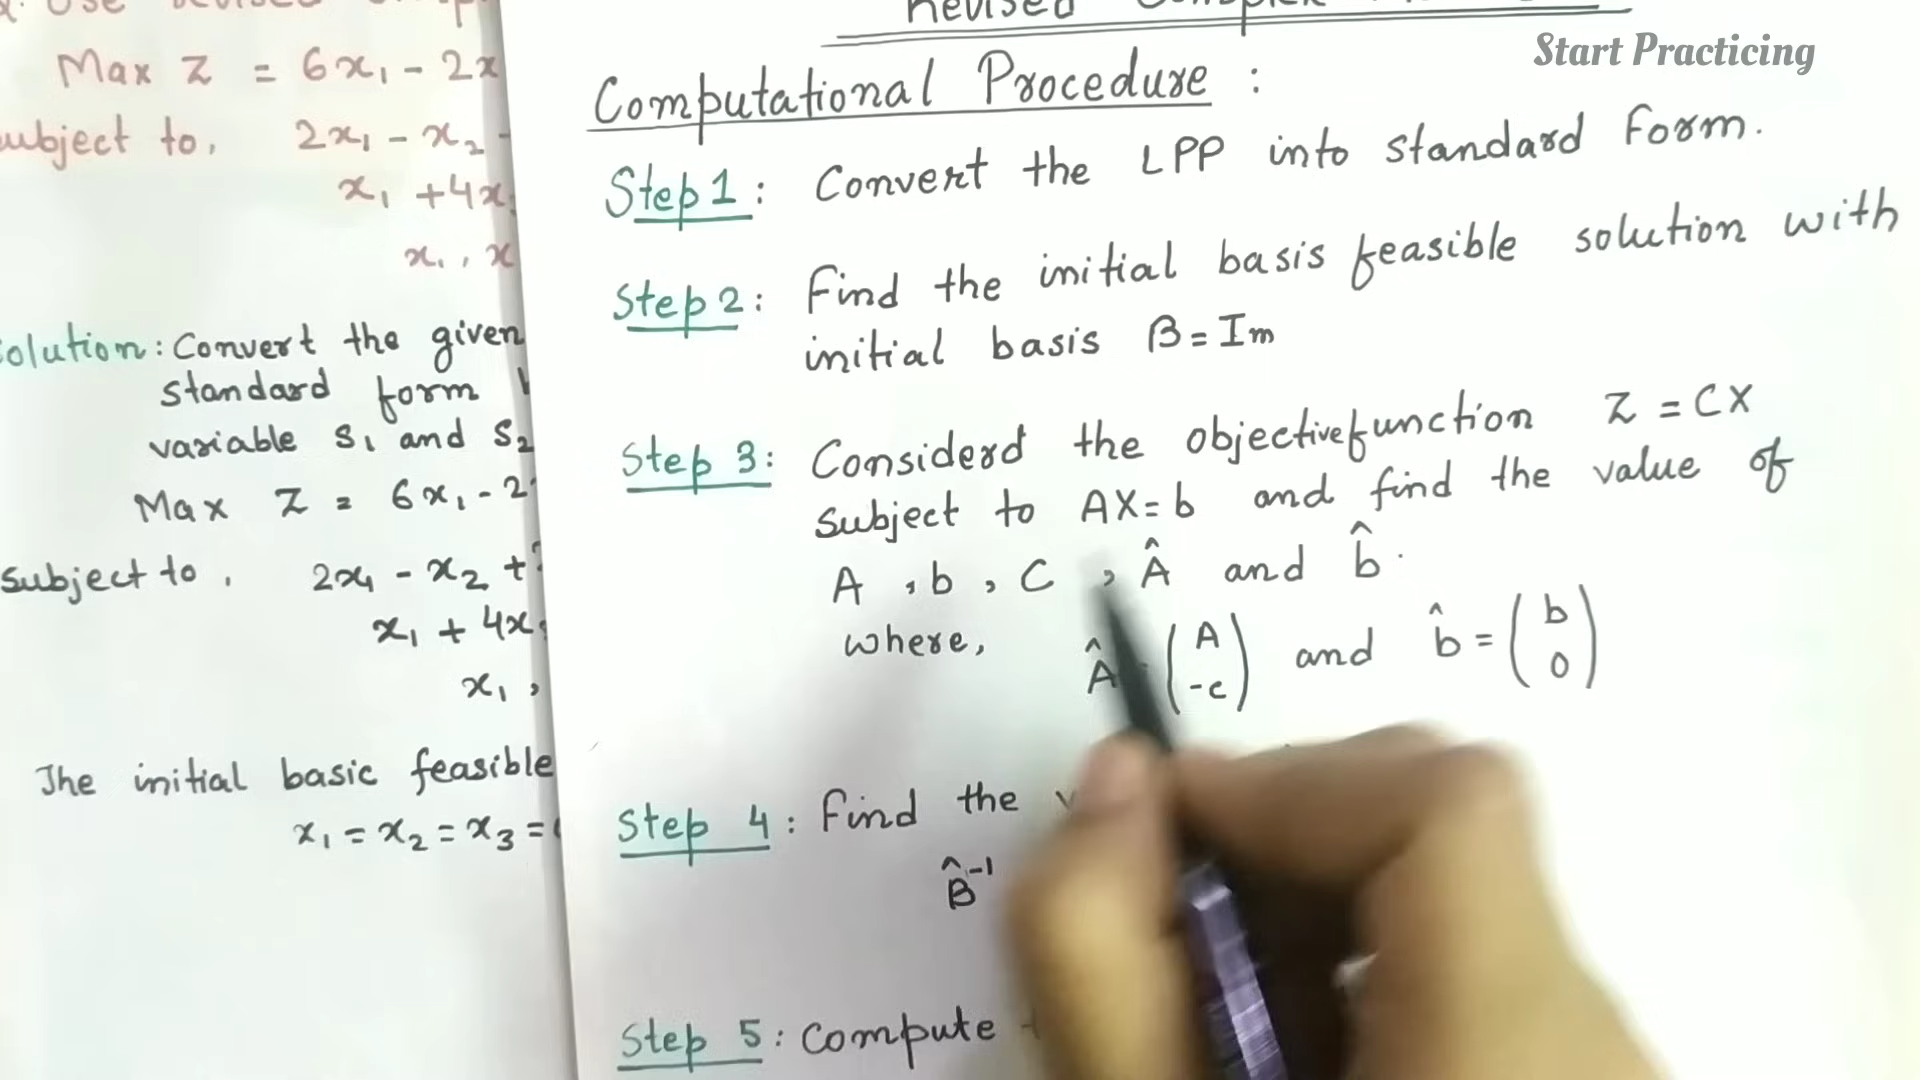 Max Z = 6x₁ - 2x
ubject to, 2x₁ - x₂ -
x₁ + 4x
x₁, x
olution: Convert the given
standard form
variable S₁ and S₂
Max Z = 6x₁ - 2
Subject to, 2x₁ - x₂ +
x₁ + 4x
x₁,
The initial basic feasible
x₁ = x₂ = x₃ =
Revised
Start Practicing
Computational Procedure :
Step 1: Convert the LPP into standard form.
Step 2: Find the initial basis feasible solution with
initial basis B = Im
Step 3: Considerd the objective function Z = CX
Subject to AX = b and find the value of
A, b, C, Â and b̂.
where, Â = (A -c) and b̂ = (b 0)
Step 4: Find the
B̂⁻¹
Step 5: Compute